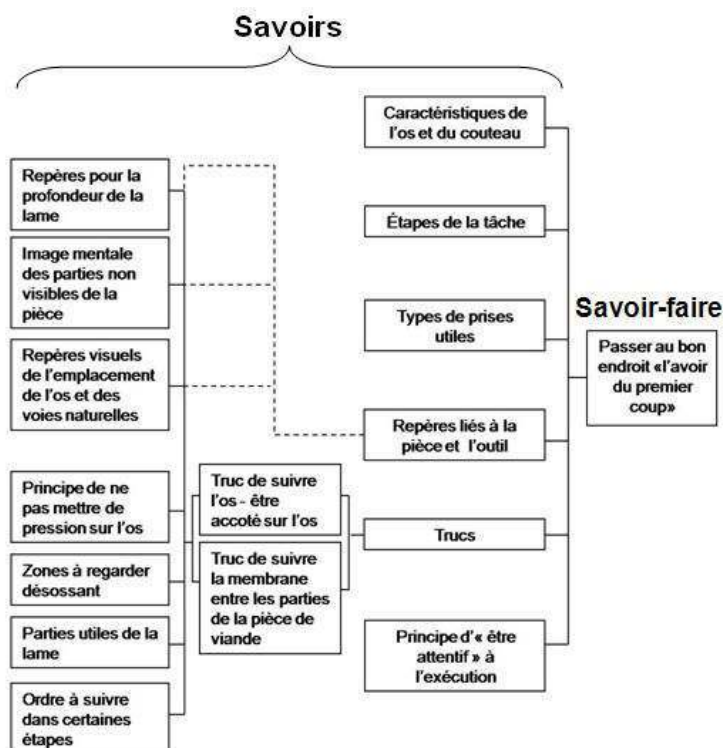 Savoirs
Caractéristiques de
l'os et du couteau
Repères pour la
profondeur de la
lame
Étapes de la tâche
Image mentale
des parties non
visibles de la
pièce
Savoir-faire
Types de prises
utiles
Passer au bon
endroit «l'avoir
du premier
coup»
Repères visuels
de l'emplacement
de l'os et des
voies naturelles
Repères liés à la
pièce et l'outil
Principe de ne
pas mettre de
pression sur l'os
Truc de suivre
l'os - être
accoté sur l'os
Trucs
Zones à regarder
désossant
Truc de suivre
la membrane
entre les parties
de la pièce de
viande
Parties utiles de la
lame
Principe d'« être
attentif » à
l'exécution
Ordre à suivre
dans certaines
étapes